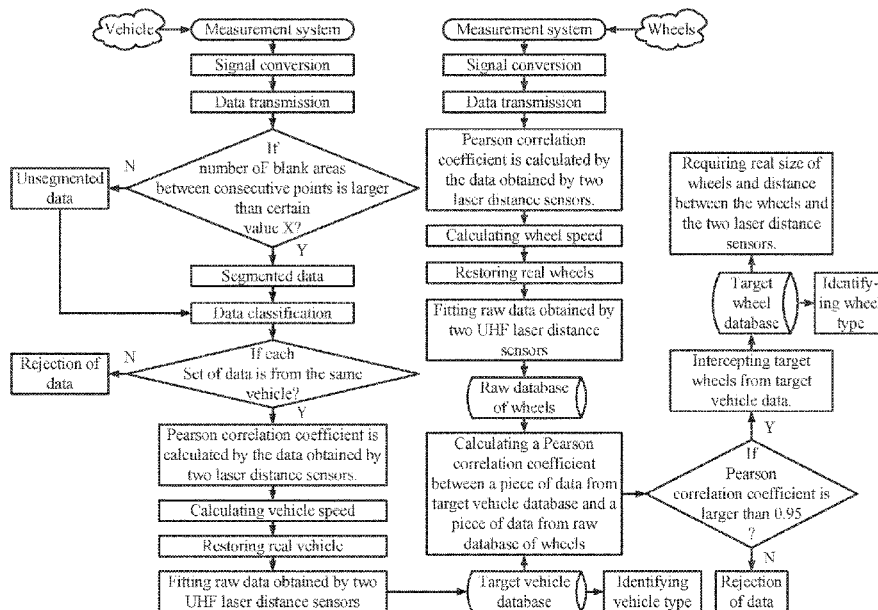 Vehicle
Measurement system
Signal conversion
Data transmission
If
number oF blank areas
between consecutive points is larger
than certain
value X?
N
Unsegmented
data
Y
Segmented data
Data classification
If each
Set of data is from the same
vehicle?
N
Rejection of
data
Y
Pearson correlation coefficient is
calculated by the data obtained by
two laser distance sensors.
Calculating vehicle speed
Restoring real vehicle
Fitting raw data obtained by two
UHF laser distance sensors
Target vehicle
database
Identifying
vehicle type
Wheels
Measurement system
Signal conversion
Data transmission
Pearson correlation
coefficient is calculated by
the data obtained by two
laser distance sensors.
Calculating wheel speed
Restoring real wheels
Fitting raw data obtained by
two UHF laser distance
sensors
Raw database
of wheels
Calculating a Pearson
correlation coefficient
between a piece of data from
target vehicle database and a
piece of data from raw
database of wheels
If
Pearson
correlation coefficient is
larger than 0.95
?
N
Rejection
of data
Y
Intercepting target
wheels from target
vehicle data.
Target
wheel
database
Identify-
ing wheel
type
Requiring real size of
wheels and distance
between the wheels and
the two laser distance
sensors.